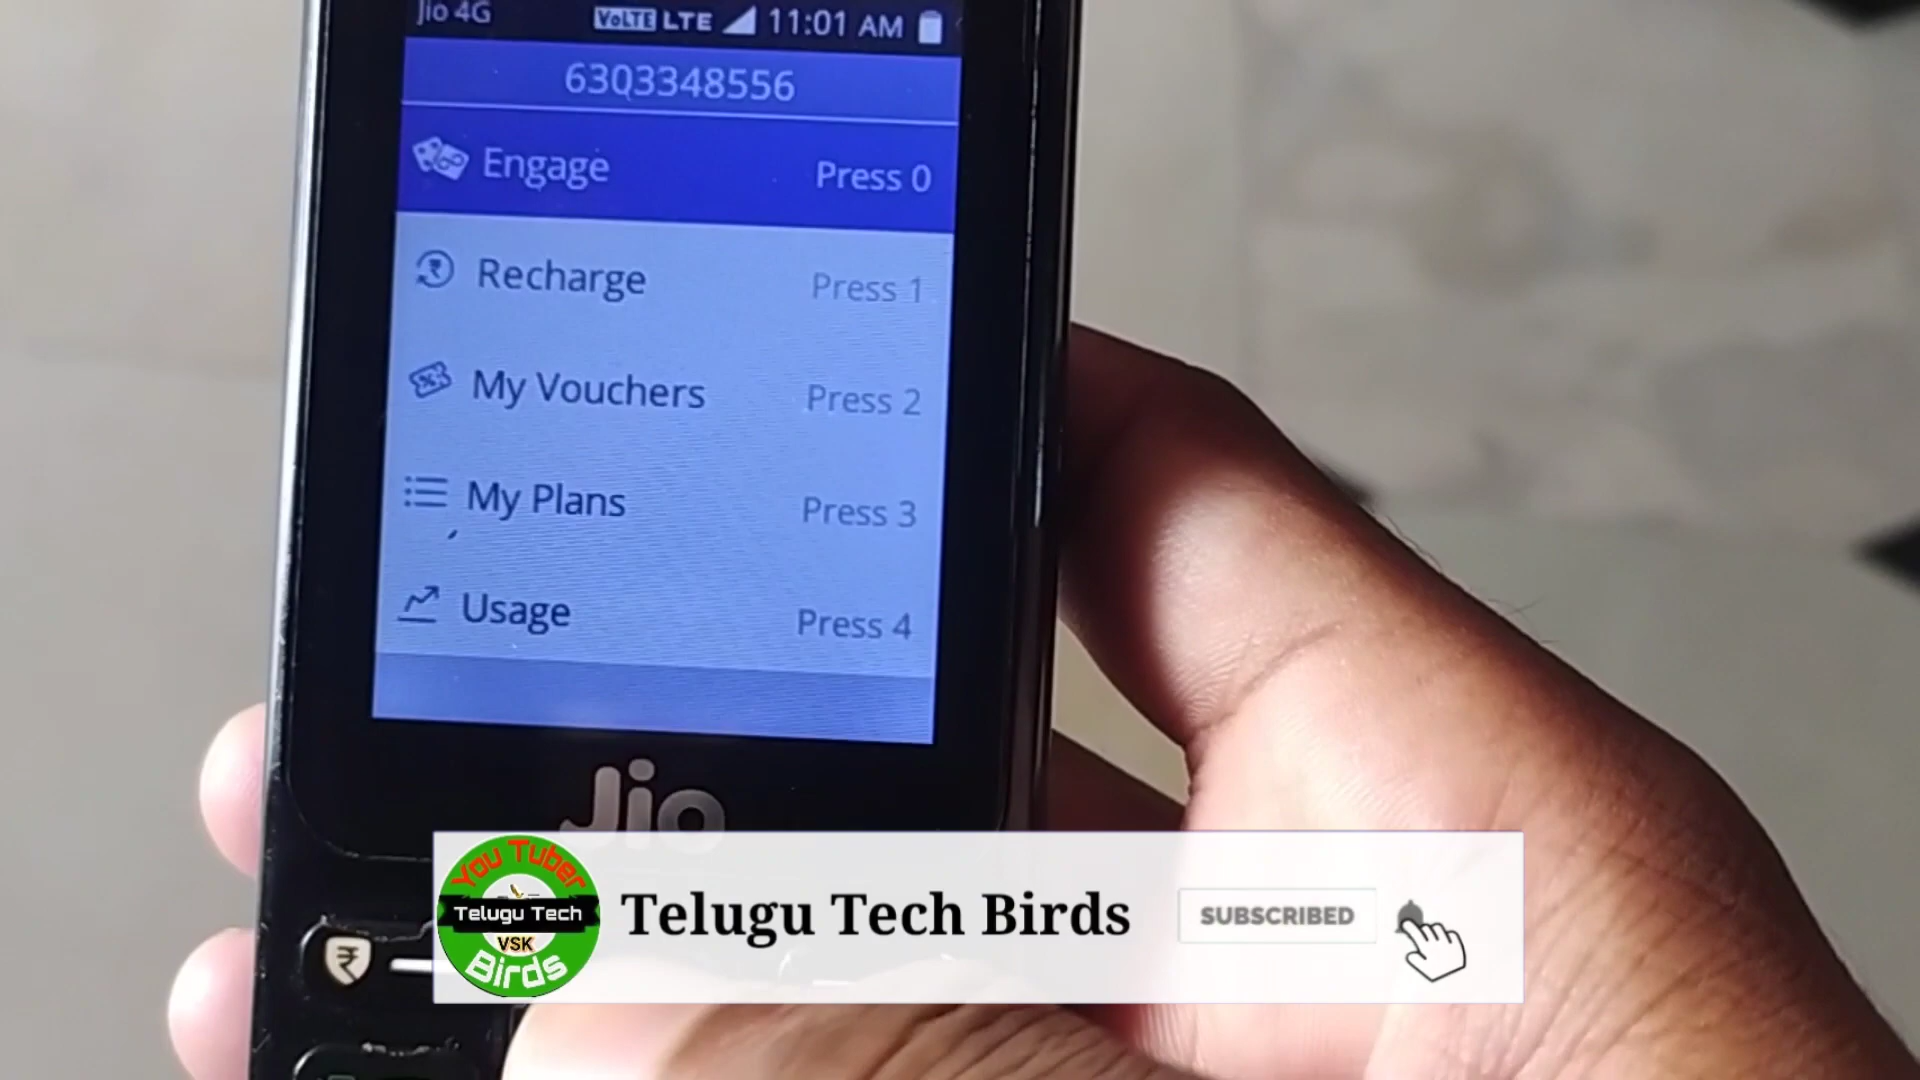 Jio 4G VoLTE LTE 11:01 AM
6303348556
Engage Press 0
Recharge Press 1
My Vouchers Press 2
My Plans Press 3
Usage Press 4
Jio
You Tuber
Telugu Tech
VSK
Birds
Telugu Tech Birds
SUBSCRIBED